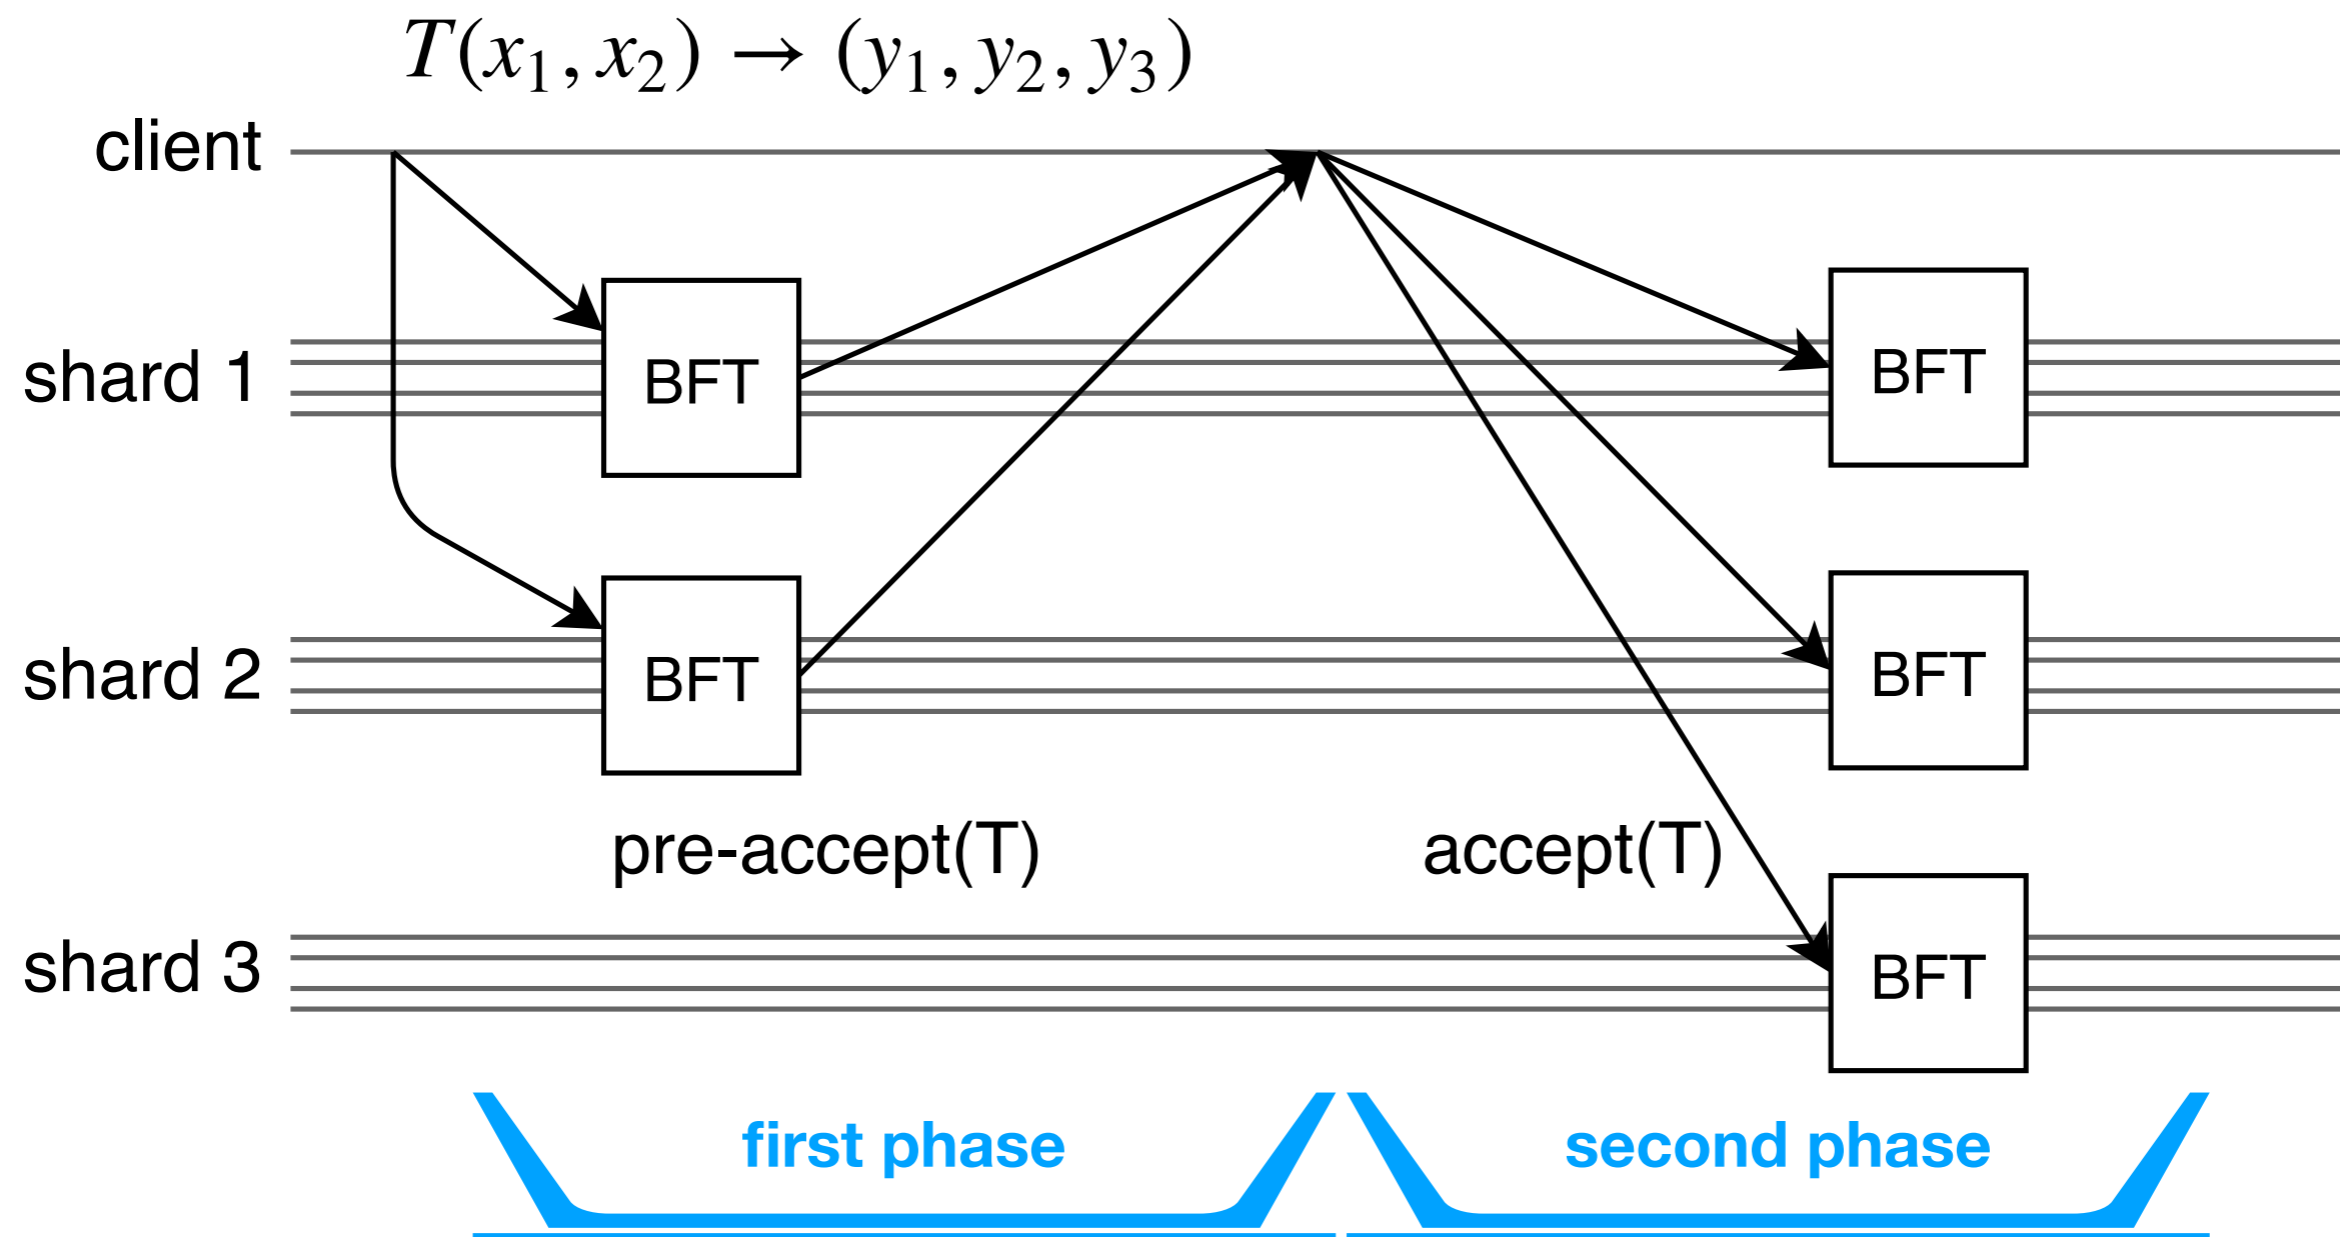 T(x₁, x₂) → (y₁, y₂, y₃)
client
shard 1
BFT
BFT
shard 2
BFT
BFT
pre-accept(T)
accept(T)
shard 3
BFT
first phase
second phase